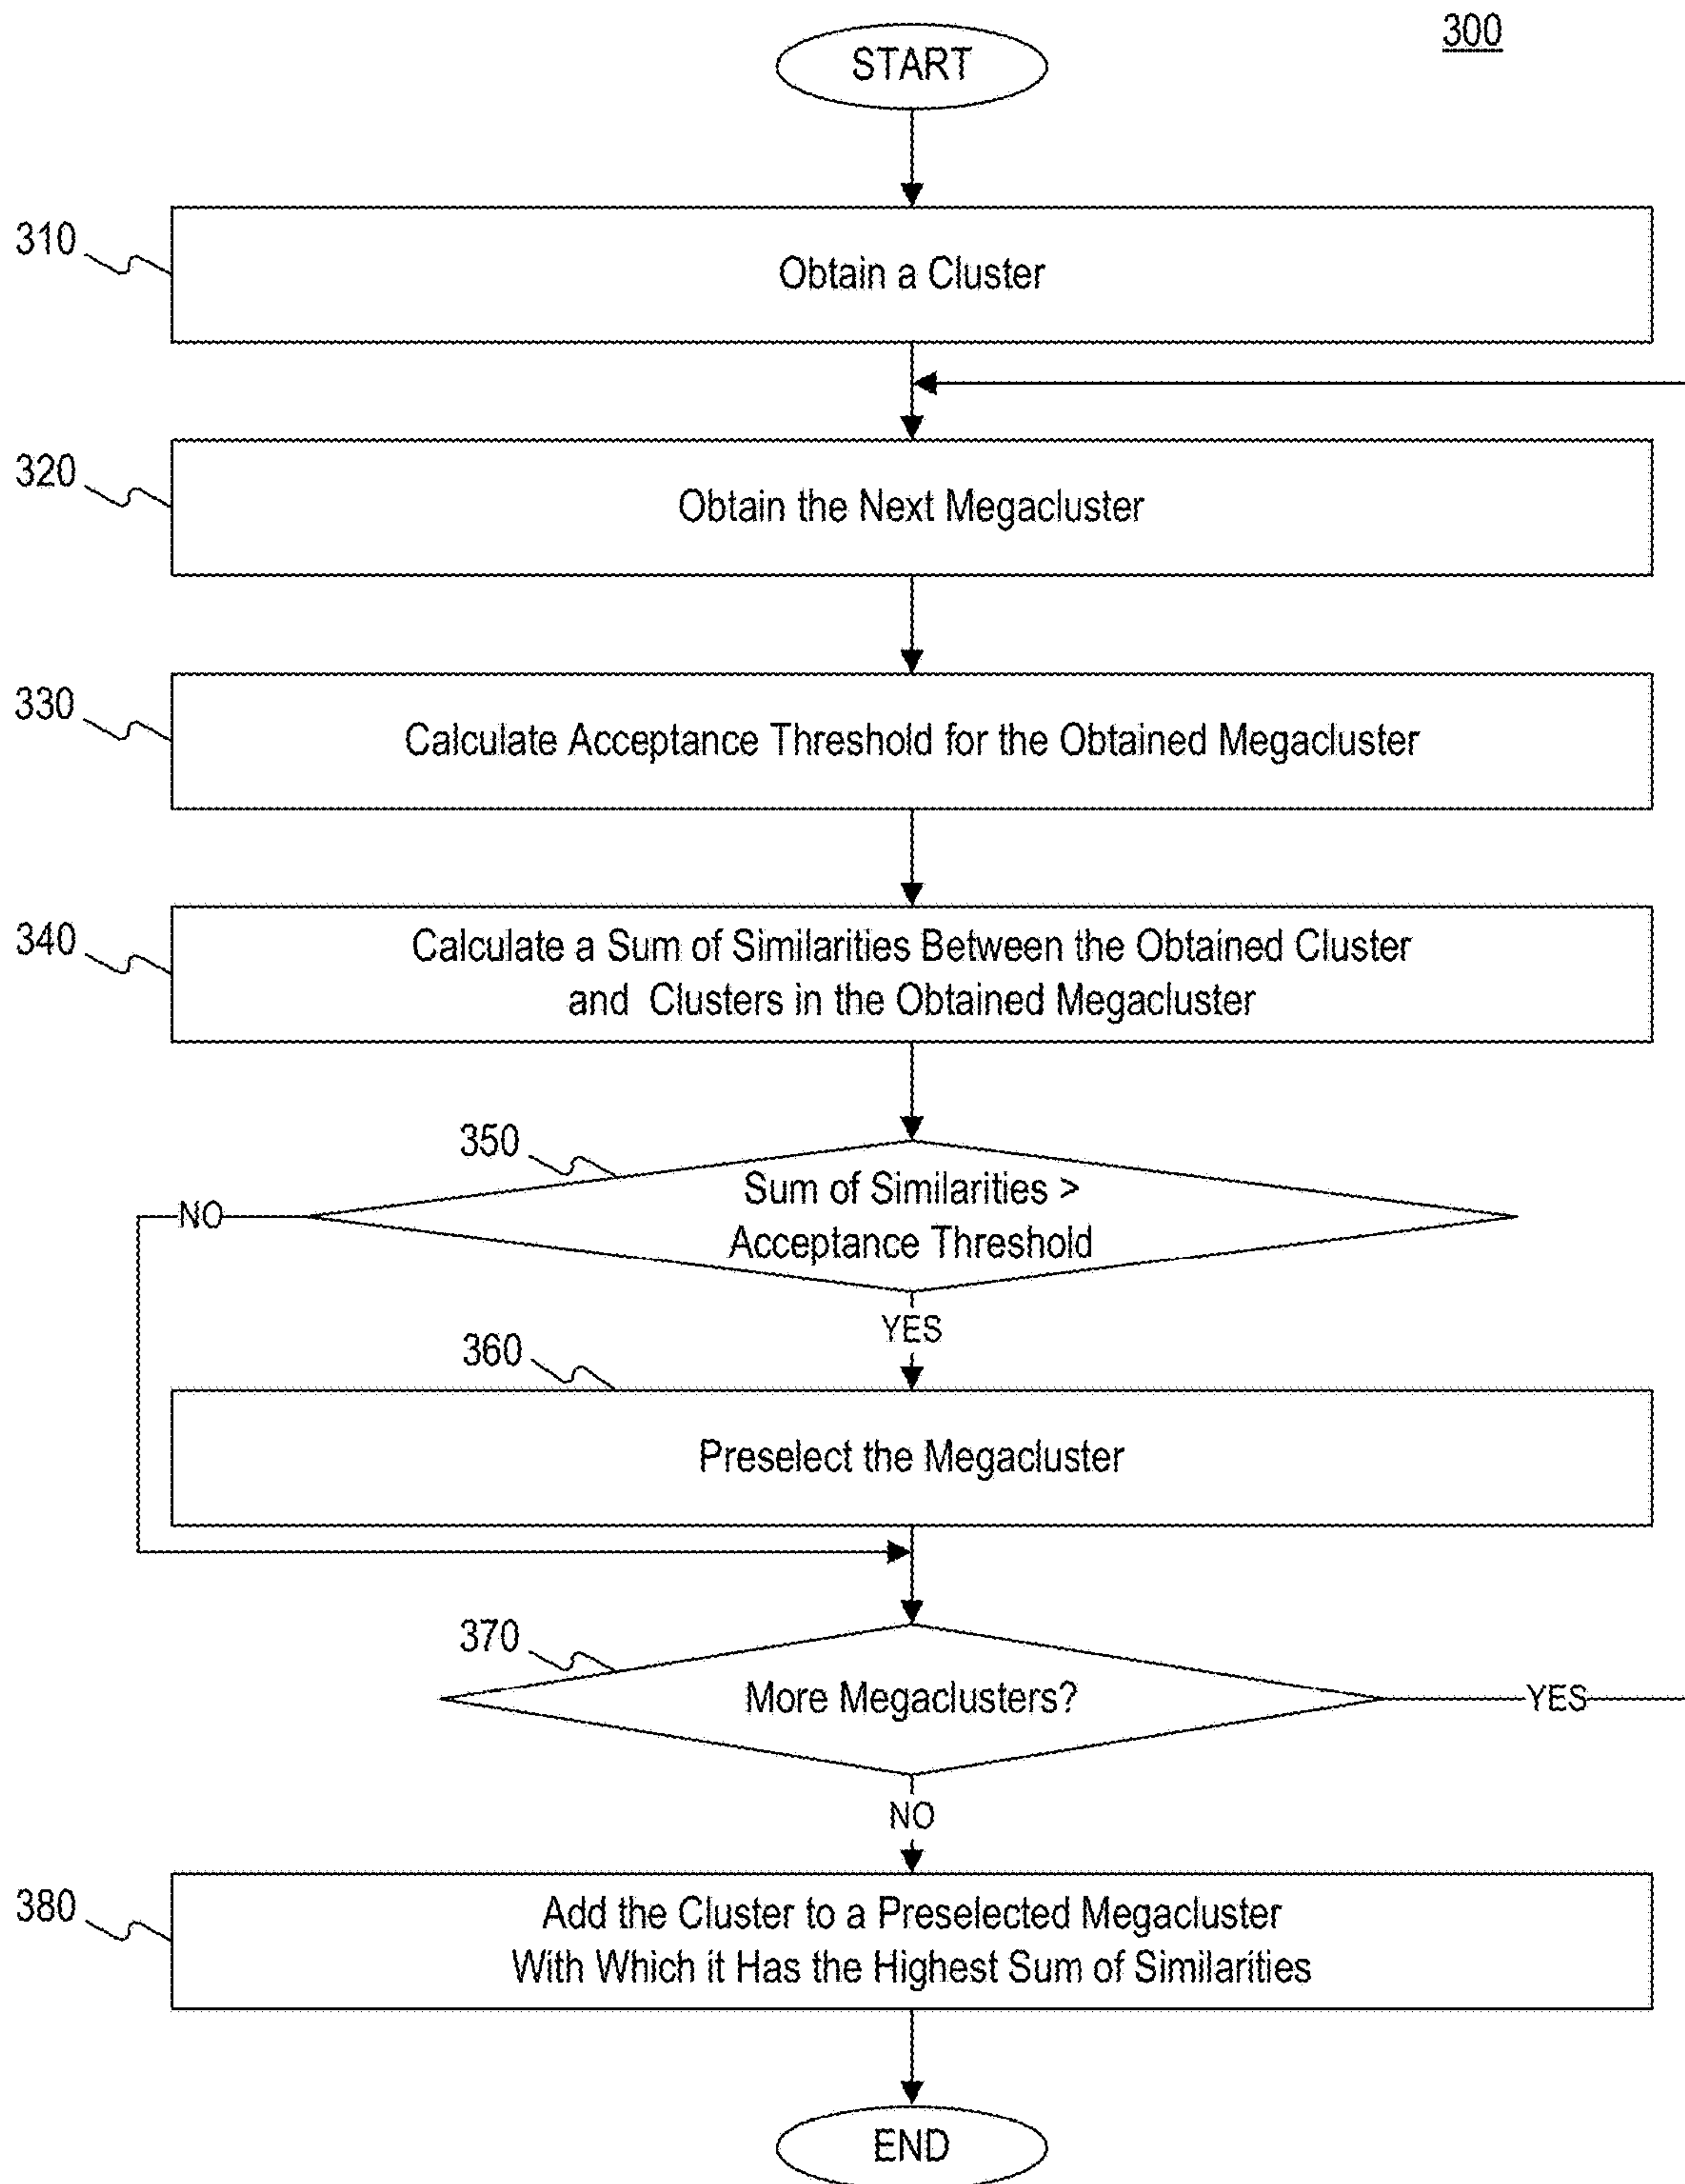 300
START
310
Obtain a Cluster
320
Obtain the Next Megacluster
330
Calculate Acceptance Threshold for the Obtained Megacluster
340
Calculate a Sum of Similarities Between the Obtained Cluster
and Clusters in the Obtained Megacluster
350
Sum of Similarities >
Acceptance Threshold
NO
YES
360
Preselect the Megacluster
370
More Megaclusters?
YES
NO
380
Add the Cluster to a Preselected Megacluster
With Which it Has the Highest Sum of Similarities
END